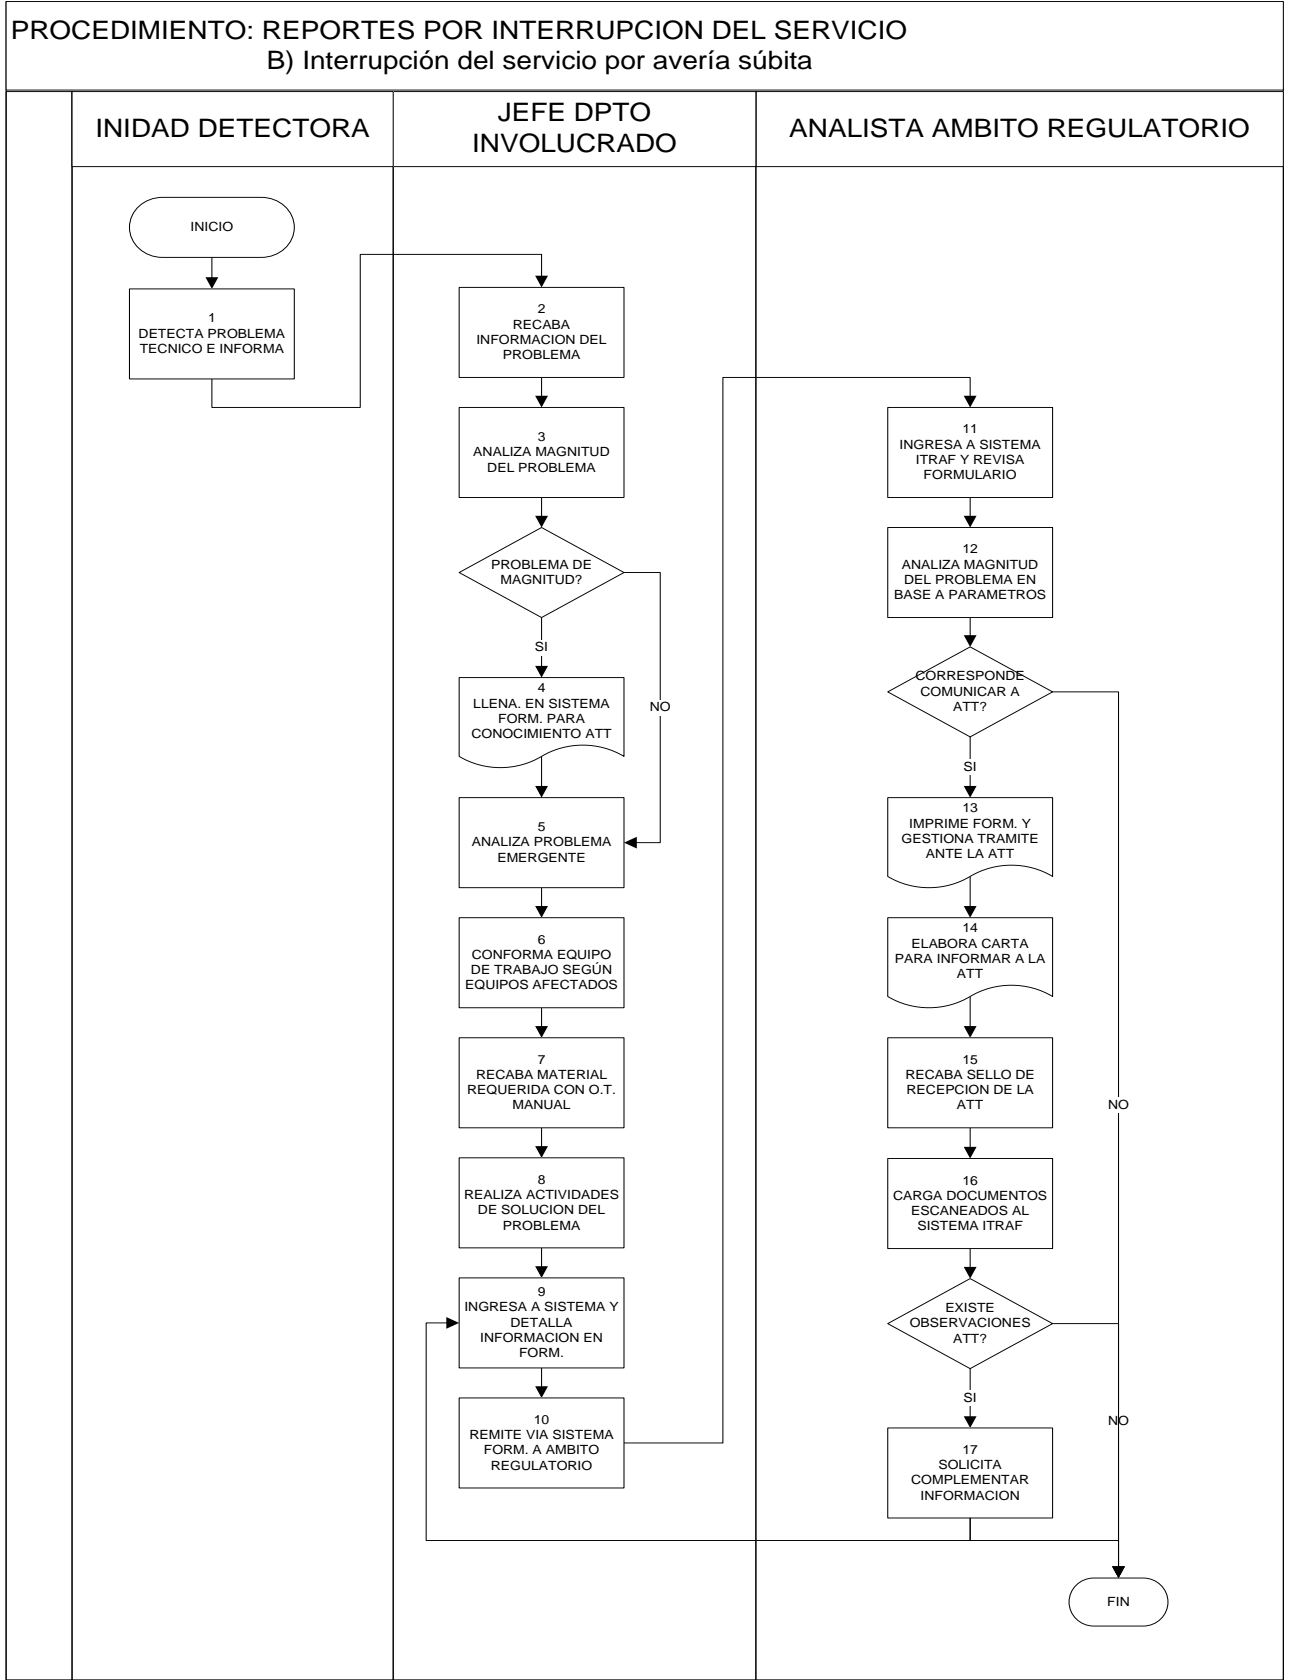 PROCEDIMIENTO: REPORTES POR INTERRUPCION DEL SERVICIO
B) Interrupción del servicio por avería súbita
INIDAD DETECTORA
JEFE DPTO
INVOLUCRADO
ANALISTA AMBITO REGULATORIO
INICIO
1
DETECTA PROBLEMA
TECNICO E INFORMA
2
RECABA
INFORMACION DEL
PROBLEMA
3
ANALIZA MAGNITUD
DEL PROBLEMA
PROBLEMA DE
MAGNITUD?
SI
NO
4
LLENA. EN SISTEMA
FORM. PARA
CONOCIMIENTO ATT
5
ANALIZA PROBLEMA
EMERGENTE
6
CONFORMA EQUIPO
DE TRABAJO SEGÚN
EQUIPOS AFECTADOS
7
RECABA MATERIAL
REQUERIDA CON O.T.
MANUAL
8
REALIZA ACTIVIDADES
DE SOLUCION DEL
PROBLEMA
9
INGRESA A SISTEMA Y
DETALLA
INFORMACION EN
FORM.
10
REMITE VIA SISTEMA
FORM. A AMBITO
REGULATORIO
11
INGRESA A SISTEMA
ITRAF Y REVISA
FORMULARIO
12
ANALIZA MAGNITUD
DEL PROBLEMA EN
BASE A PARAMETROS
CORRESPONDE
COMUNICAR A
ATT?
SI
13
IMPRIME FORM. Y
GESTIONA TRAMITE
ANTE LA ATT
14
ELABORA CARTA
PARA INFORMAR A LA
ATT
15
RECABA SELLO DE
RECEPCION DE LA
ATT
NO
16
CARGA DOCUMENTOS
ESCANEADOS AL
SISTEMA ITRAF
EXISTE
OBSERVACIONES
ATT?
SI
NO
17
SOLICITA
COMPLEMENTAR
INFORMACION
FIN